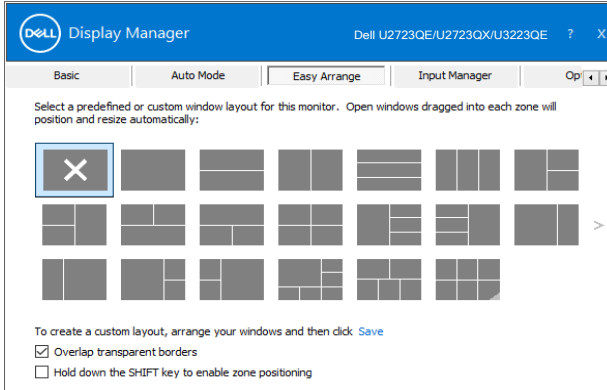 DELL Display Manager
Dell U2723QE/U2723QX/U3223QE ? X
Basic Auto Mode Easy Arrange Input Manager Op
Select a predefined or custom window layout for this monitor. Open windows dragged into each zone will
position and resize automatically:
>
To create a custom layout, arrange your windows and then click Save
Overlap transparent borders
Hold down the SHIFT key to enable zone positioning